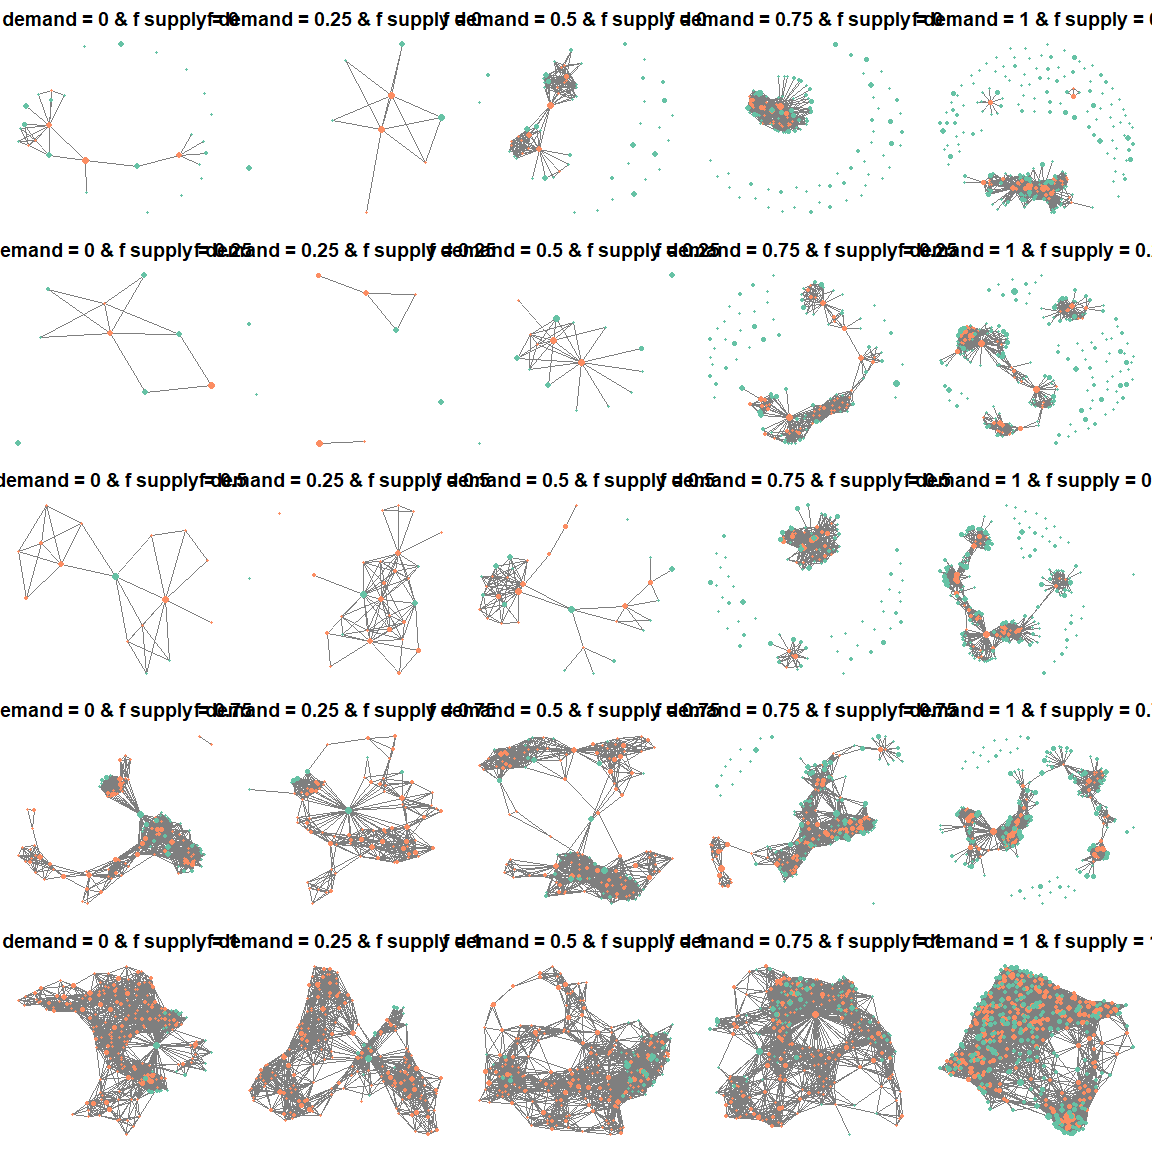 demand = 0 & f supply = 0 f demand = 0.25 & f supply = 0 f demand = 0.5 & f supply = 0 f demand = 0.75 & f supply = 0 f demand = 1 & f supply = 0
emand = 0 & f supply = 0.25 f demand = 0.25 & f supply = 0.25 f demand = 0.5 & f supply = 0.25 f demand = 0.75 & f supply = 0.25 f demand = 1 & f supply = 0.
demand = 0 & f supply = 0.5 f demand = 0.25 & f supply = 0.5 f demand = 0.5 & f supply = 0.5 f demand = 0.75 & f supply = 0.5 f demand = 1 & f supply = 0
emand = 0 & f supply = 0.75 f demand = 0.25 & f supply = 0.75 f demand = 0.5 & f supply = 0.75 f demand = 0.75 & f supply = 0.75 f demand = 1 & f supply = 0.
demand = 0 & f supply = 1 f demand = 0.25 & f supply = 1 f demand = 0.5 & f supply = 1 f demand = 0.75 & f supply = 1 f demand = 1 & f supply = 1